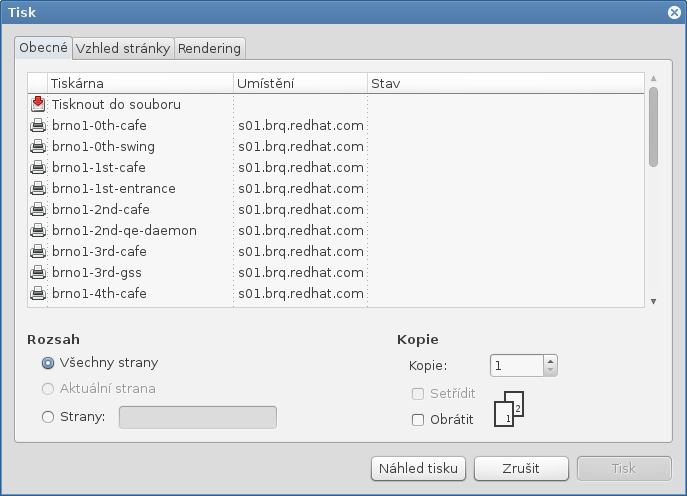 Tisk
Obecné Vzhled stránky Rendering
Tiskárna Umístění Stav
Tisknout do souboru
brno1-0th-cafe s01.brq.redhat.com
brno1-0th-swing s01.brq.redhat.com
brno1-1st-cafe s01.brq.redhat.com
brno1-1st-entrance s01.brq.redhat.com
brno1-2nd-cafe s01.brq.redhat.com
brno1-2nd-qe-daemon s01.brq.redhat.com
brno1-3rd-cafe s01.brq.redhat.com
brno1-3rd-gss s01.brq.redhat.com
brno1-4th-cafe s01.brq.redhat.com
Rozsah
Všechny strany
Aktuální strana
Strany:
Kopie
Kopie: 1
Setřídit
Obrátit
1 2
Náhled tisku Zrušit Tisk